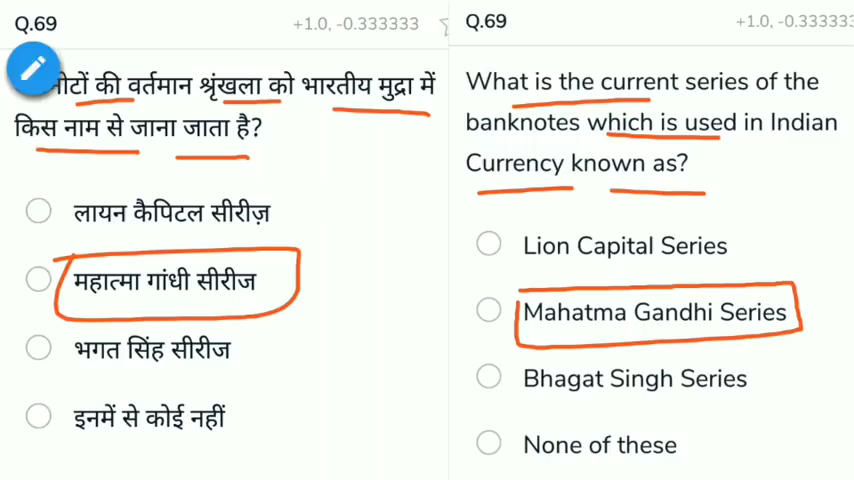 Q.69
+1.0, -0.333333
नोटों की वर्तमान श्रृंखला को भारतीय मुद्रा में
किस नाम से जाना जाता है?
लायन कैपिटल सीरीज़
महात्मा गांधी सीरीज
भगत सिंह सीरीज
इनमें से कोई नहीं
Q.69
+1.0, -0.333333
What is the current series of the
banknotes which is used in Indian
Currency known as?
Lion Capital Series
Mahatma Gandhi Series
Bhagat Singh Series
None of these